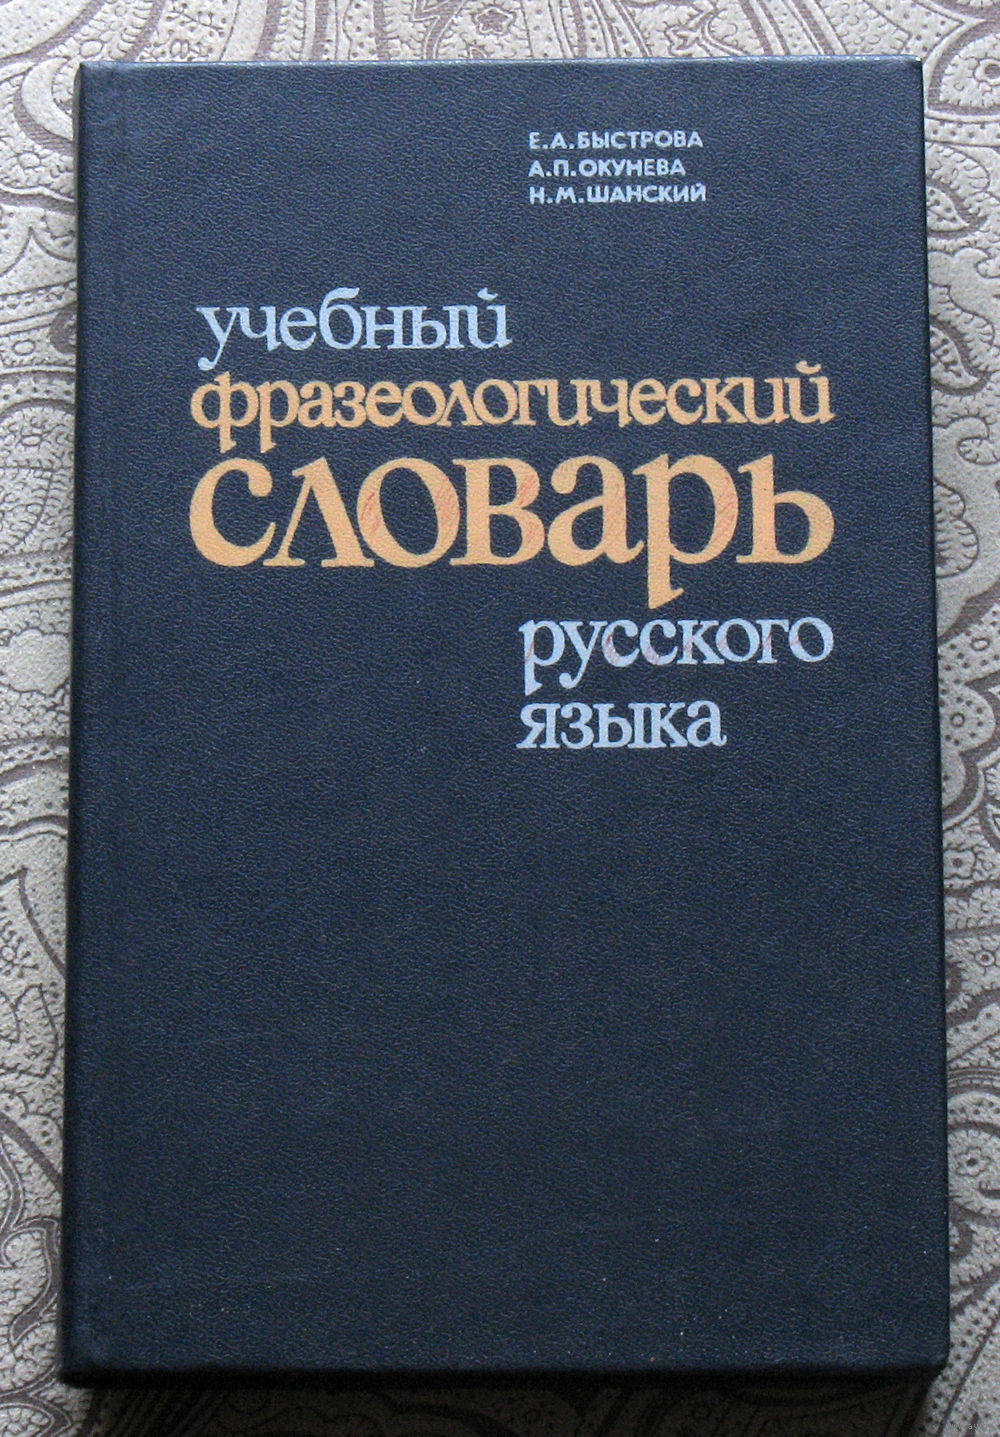 Е.А.БЫСТРОВА
А.П.ОКУНЕВА
Н.М.ШАНСКИЙ
учебный
фразеологический
словарь
русского
языка